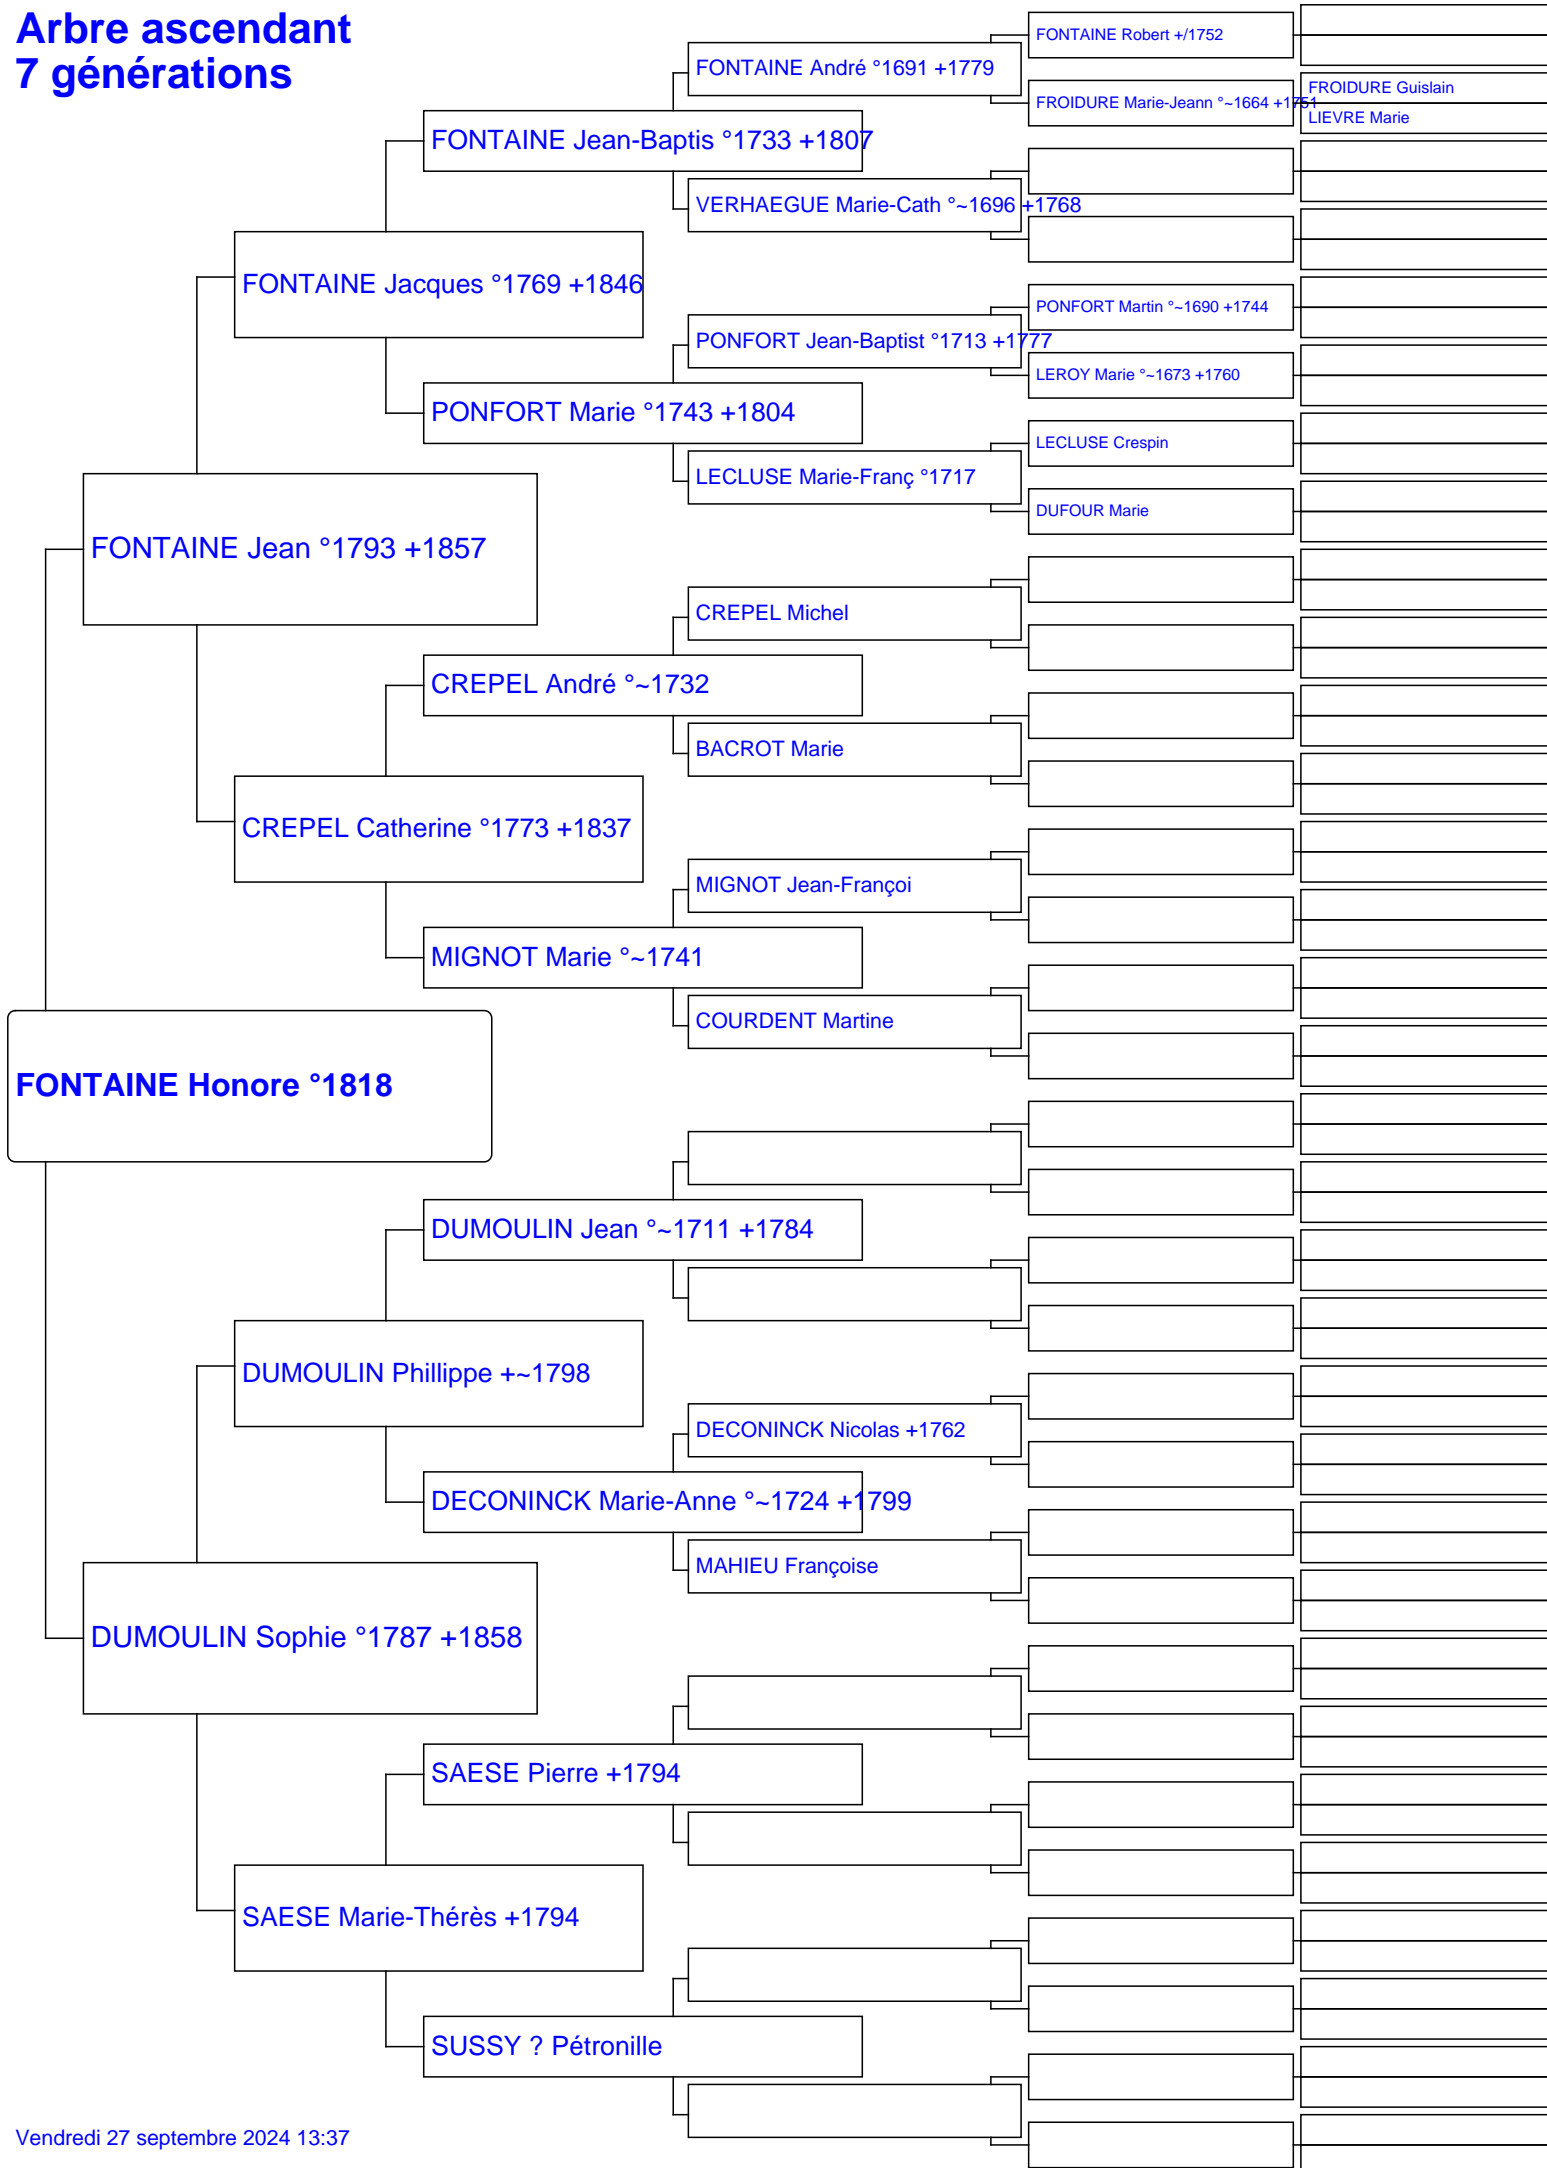 Arbre ascendant
7 générations
FONTAINE Robert +/1752
FONTAINE André °1691 +1779
FROIDURE Marie-Jeann °~1664 +1751
FROIDURE Guislain
LIEVRE Marie
FONTAINE Jean-Baptis °1733 +1807
VERHAEGUE Marie-Cath °~1696 +1768
FONTAINE Jacques °1769 +1846
PONFORT Martin °~1690 +1744
PONFORT Jean-Baptist °1713 +1777
LEROY Marie °~1673 +1760
PONFORT Marie °1743 +1804
LECLUSE Crespin
LECLUSE Marie-Franç °1717
DUFOUR Marie
FONTAINE Jean °1793 +1857
CREPEL Michel
CREPEL André °~1732
BACROT Marie
CREPEL Catherine °1773 +1837
MIGNOT Jean-Françoi
MIGNOT Marie °~1741
COURDENT Martine
FONTAINE Honore °1818
DUMOULIN Jean °~1711 +1784
DUMOULIN Phillippe +~1798
DECONINCK Nicolas +1762
DECONINCK Marie-Anne °~1724 +1799
MAHIEU Françoise
DUMOULIN Sophie °1787 +1858
SAESE Pierre +1794
SAESE Marie-Thérès +1794
SUSSY ? Pétronille
Vendredi 27 septembre 2024 13:37